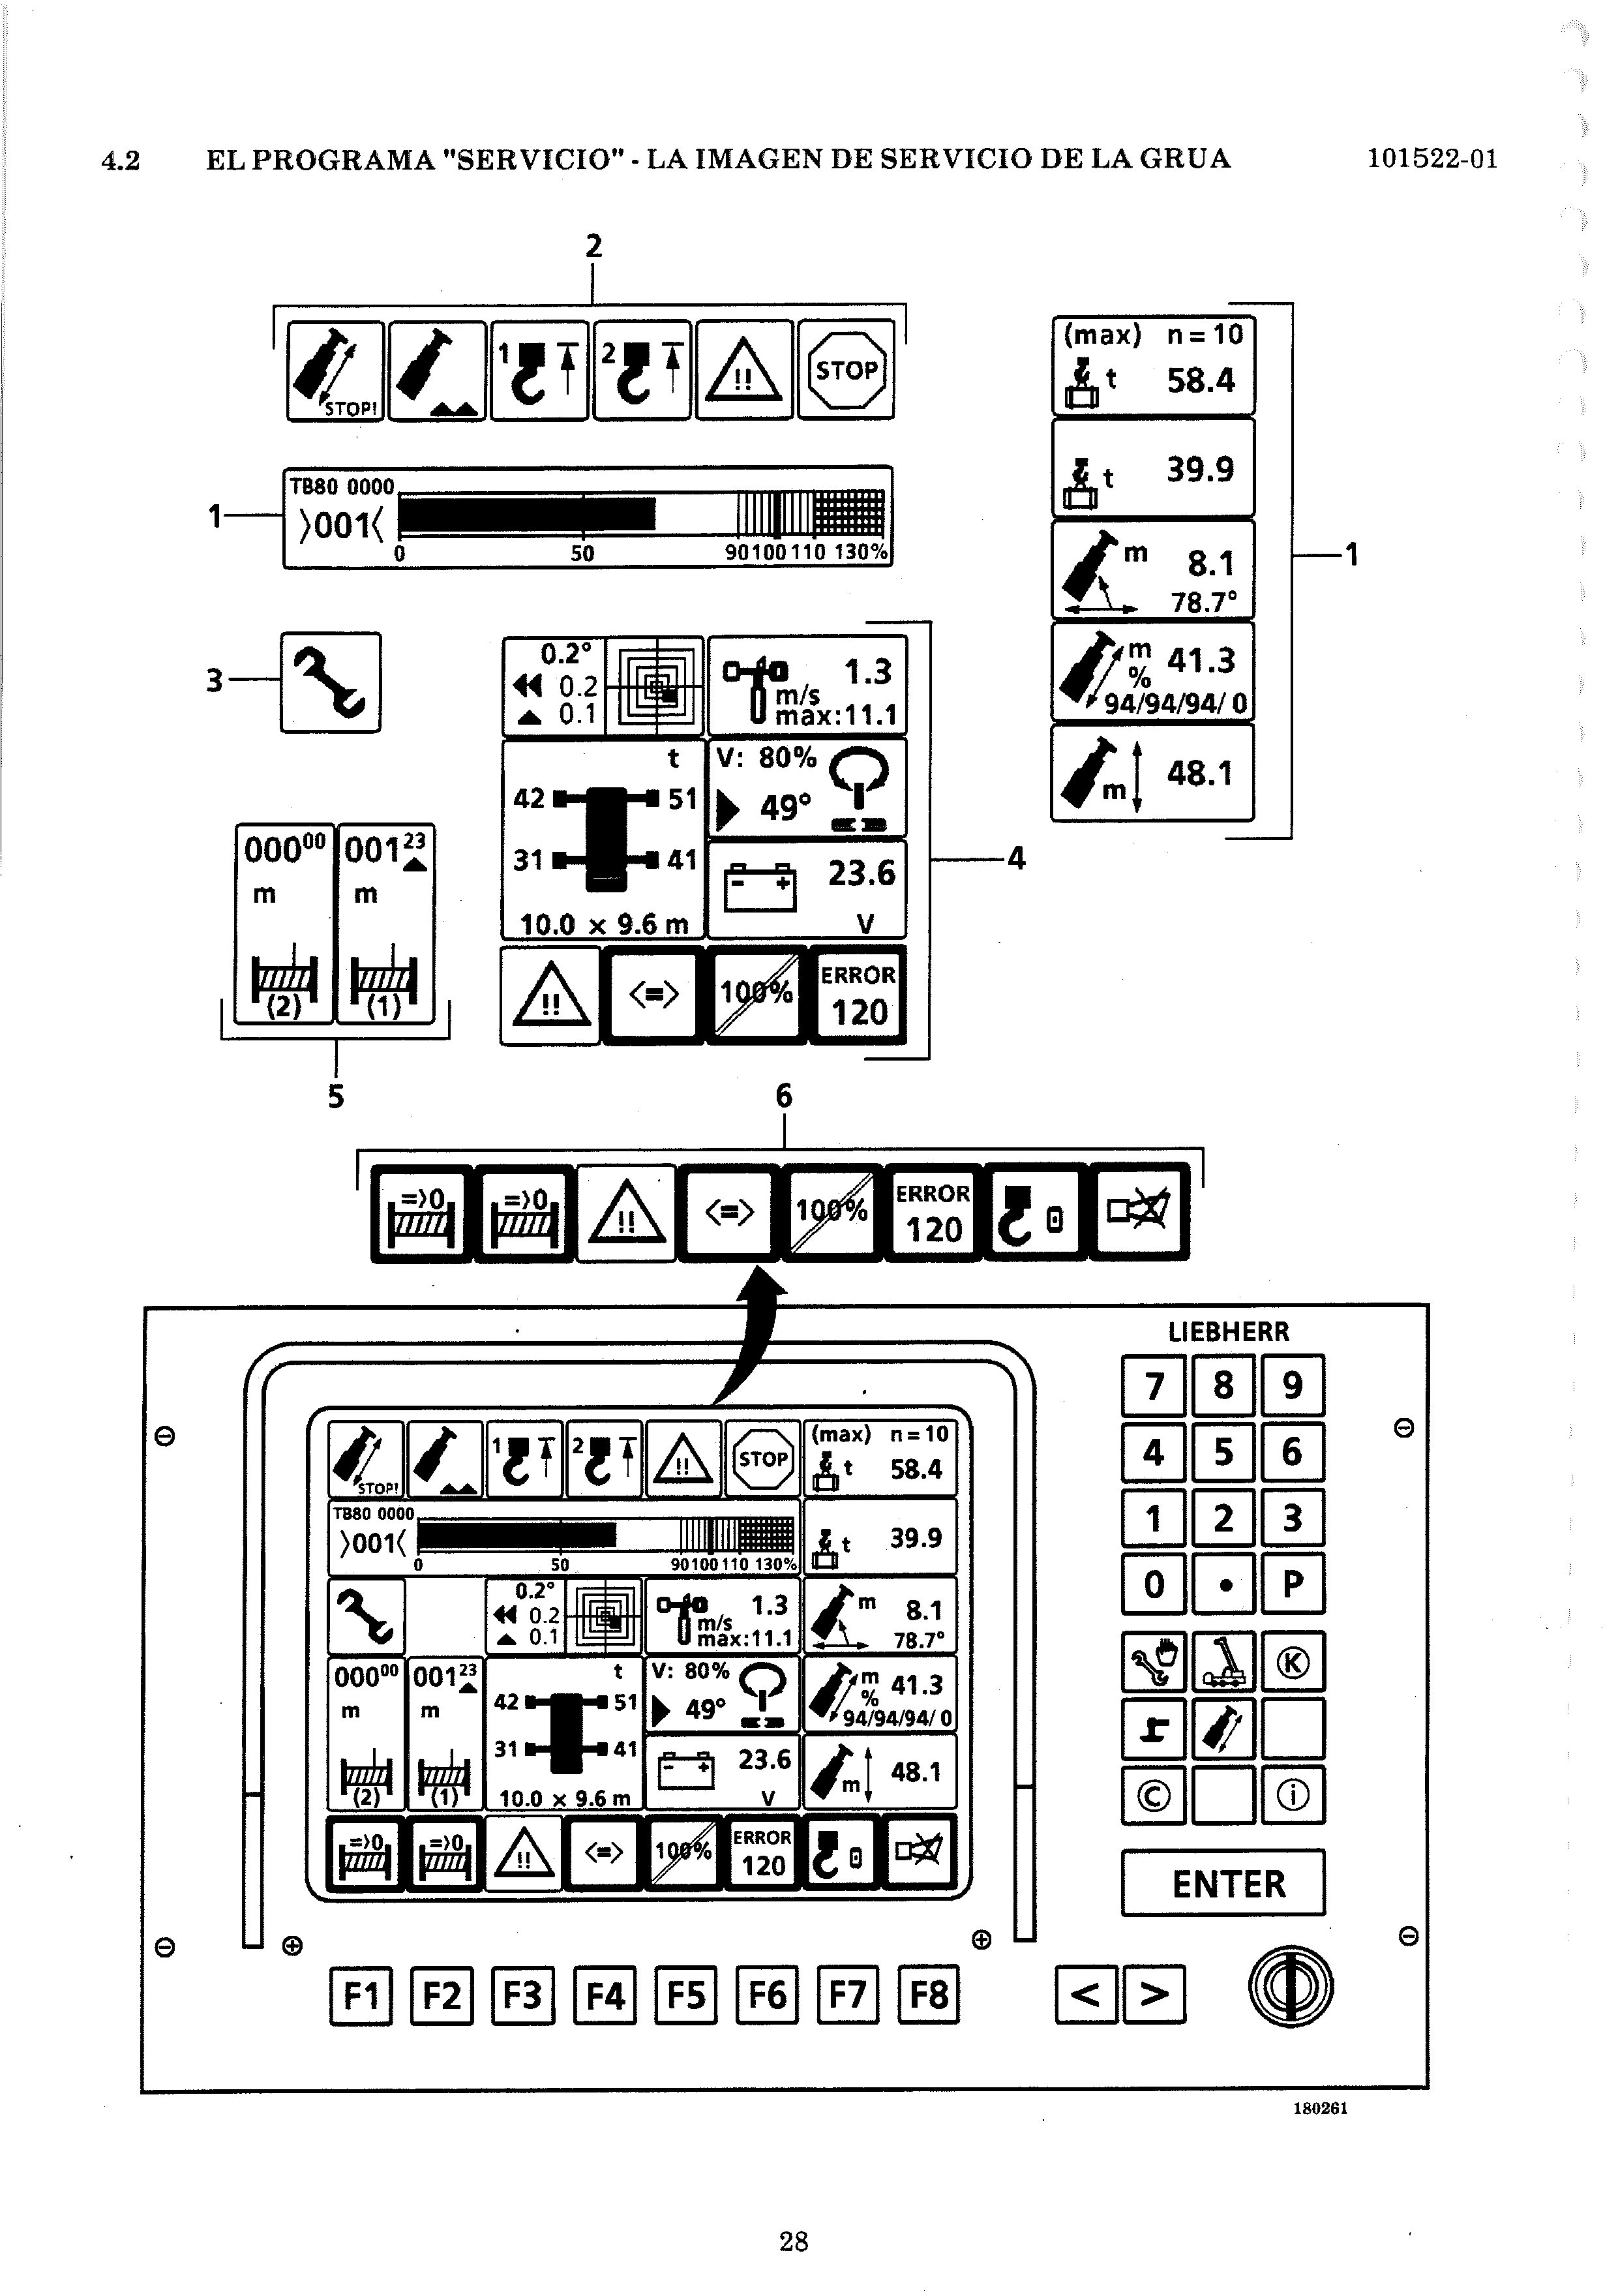 4.2 EL PROGRAMA "SERVICIO" - LA IMAGEN DE SERVICIO DE LA GRUA 101522-01
2
1 2 STOP
STOP!
!!
(max) n = 10
t 58.4
t 39.9
m 8.1
78.7°
m
% 41.3
94/94/94/ 0
m 48.1
1
1
TB80 0000
⟩001⟨
0 50 90 100 110 130%
3
0.2°
0.2
0.1
1.3
m/s
max:11.1
t
42 51
31 41
10.0 x 9.6 m
V: 80%
49°
- + 23.6
V
!!
<=>
100%
ERROR
120
4
000⁰⁰ 001²³
m m
(2) (1)
5
6
=⟩0 =⟩0 !! <=> 100% ERROR
120
LIEBHERR
1 2 STOP
STOP! !!
(max) n = 10
t 58.4
TB80 0000
⟩001⟨
0 50 90 100 110 130%
t 39.9
0.2°
0.2
0.1
1.3
m/s
max:11.1
m 8.1
78.7°
000⁰⁰ 001²³
m m
(2) (1)
t
42 51
31 41
10.0 x 9.6 m
V: 80%
49°
- + 23.6
V
m
% 41.3
94/94/94/ 0
m 48.1
=⟩0 =⟩0 !! <=> 100% ERROR
120
7 8 9
4 5 6
1 2 3
0 • P
K
C i
ENTER
F1 F2 F3 F4 F5 F6 F7 F8 < >
180261
28